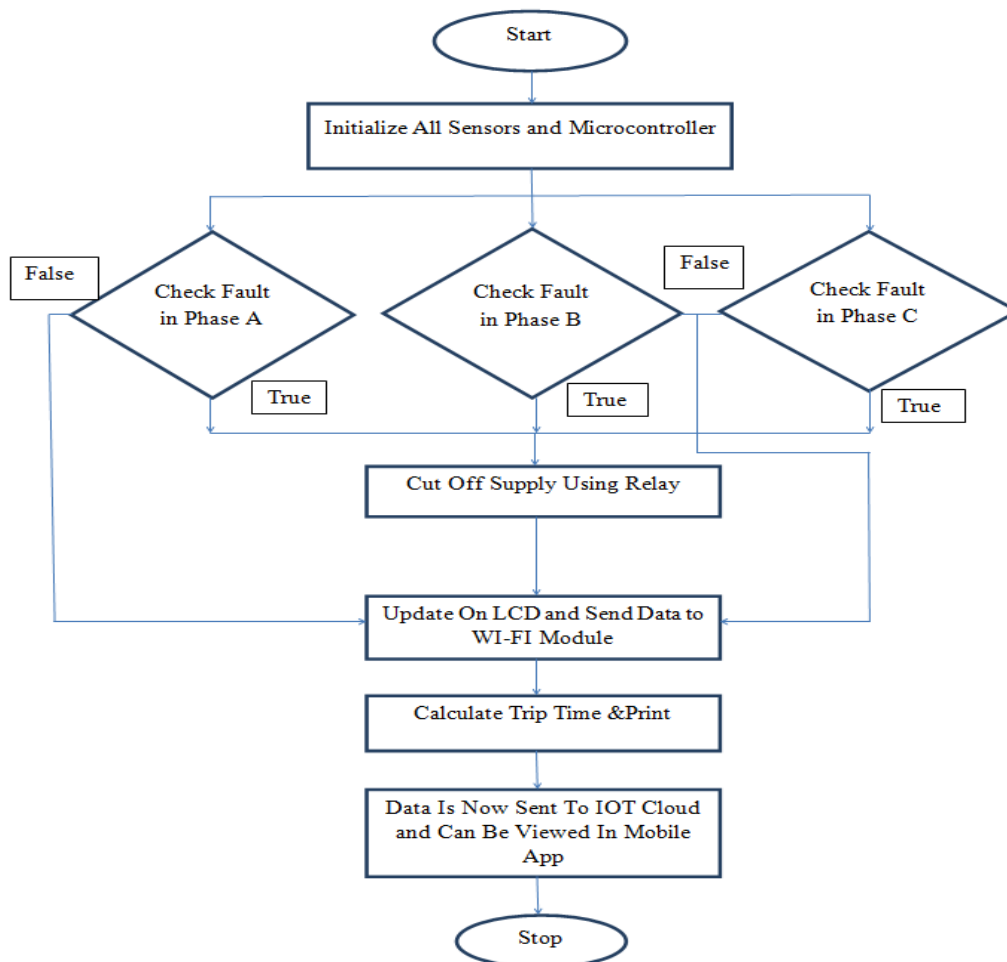 Start
Initialize All Sensors and Microcontroller
False
Check Fault
in Phase A
True
Check Fault
in Phase B
True
False
Check Fault
in Phase C
True
Cut Off Supply Using Relay
Update On LCD and Send Data to
WI-FI Module
Calculate Trip Time &Print
Data Is Now Sent To IOT Cloud
and Can Be Viewed In Mobile
App
Stop